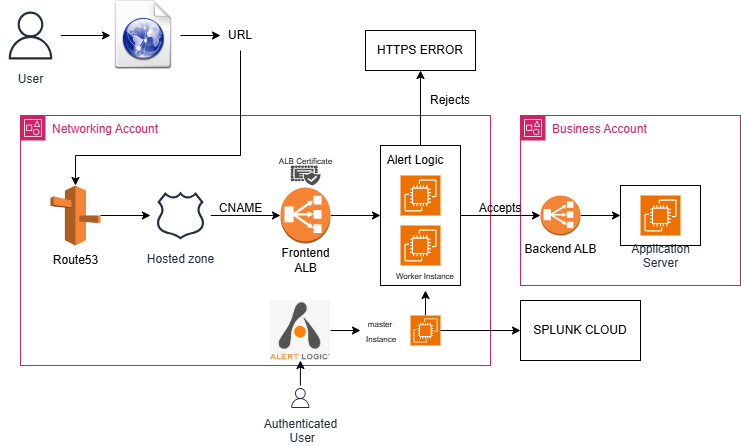 User
URL
HTTPS ERROR
Rejects
Networking Account
Business Account
ALB Certificate
Alert Logic
CNAME
Accepts
Route53
Hosted zone
Frontend
ALB
Worker Instance
Backend ALB
Application
Server
master
Instance
ALERT LOGIC
SPLUNK CLOUD
Authenticated
User